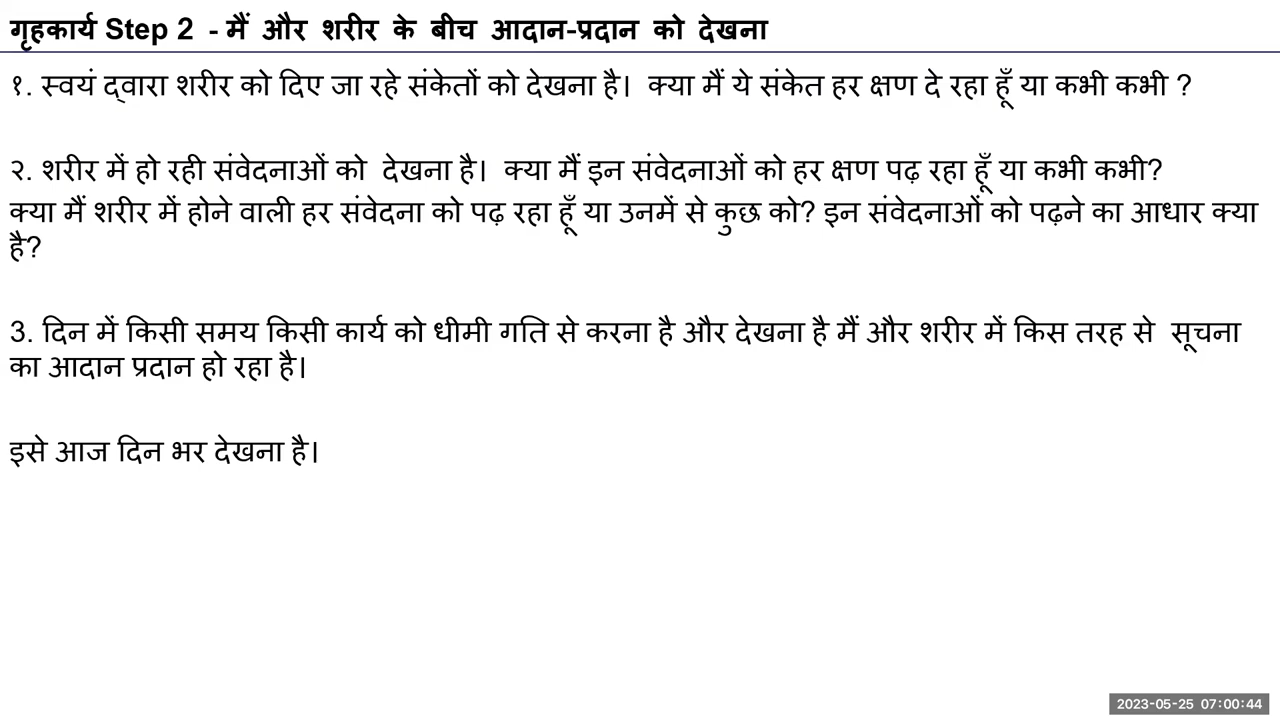 गृहकार्य Step 2 - मैं और शरीर के बीच आदान-प्रदान को देखना
१. स्वयं द्वारा शरीर को दिए जा रहे संकेतों को देखना है। क्या मैं ये संकेत हर क्षण दे रहा हूँ या कभी कभी ?
२. शरीर में हो रही संवेदनाओं को देखना है। क्या मैं इन संवेदनाओं को हर क्षण पढ़ रहा हूँ या कभी कभी?
क्या मैं शरीर में होने वाली हर संवेदना को पढ़ रहा हूँ या उनमें से कुछ को? इन संवेदनाओं को पढ़ने का आधार क्या
है?
3. दिन में किसी समय किसी कार्य को धीमी गति से करना है और देखना है मैं और शरीर में किस तरह से सूचना
का आदान प्रदान हो रहा है।
इसे आज दिन भर देखना है।
2023-05-25 07:00:44